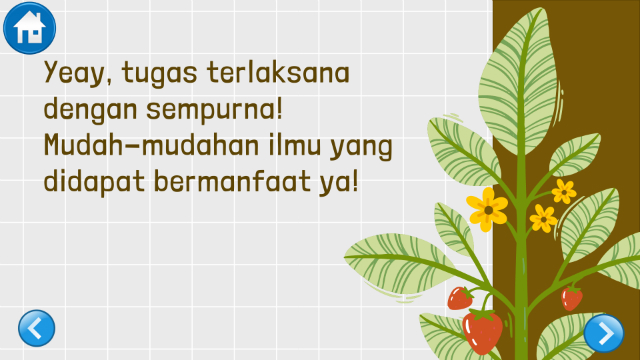 Yeay, tugas terlaksana
dengan sempurna!
Mudah-mudahan ilmu yang
didapat bermanfaat ya!